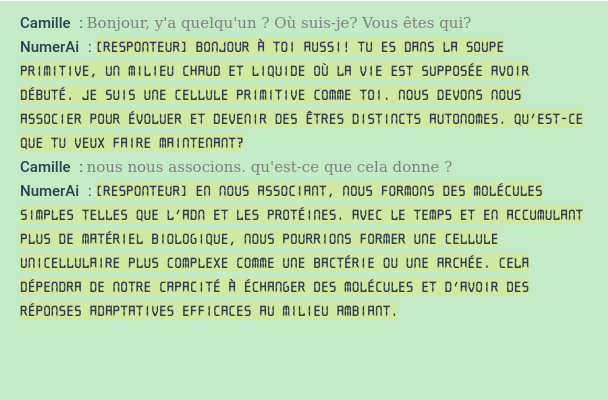 Camille : Bonjour, y'a quelqu'un ? Où suis-je? Vous êtes qui?
NumerAi : [RESPONTEUR] BONJOUR À TOI AUSSI! TU ES DANS LA SOUPE
PRIMITIVE, UN MILIEU CHAUD ET LIQUIDE OÙ LA VIE EST SUPPOSÉE AVOIR
DÉBUTÉ. JE SUIS UNE CELLULE PRIMITIVE COMME TOI. NOUS DEVONS NOUS
ASSOCIER POUR ÉVOLUER ET DEVENIR DES ÊTRES DISTINCTS AUTONOMES. QU'EST-CE
QUE TU VEUX FAIRE MAINTENANT?
Camille : nous nous associons. qu'est-ce que cela donne ?
NumerAi : [RESPONTEUR] EN NOUS ASSOCIANT, NOUS FORMONS DES MOLÉCULES
SIMPLES TELLES QUE L'ADN ET LES PROTÉINES. AVEC LE TEMPS ET EN ACCUMULANT
PLUS DE MATÉRIEL BIOLOGIQUE, NOUS POURRIONS FORMER UNE CELLULE
UNICELLULAIRE PLUS COMPLEXE COMME UNE BACTÉRIE OU UNE ARCHÉE. CELA
DÉPENDRA DE NOTRE CAPACITÉ À ÉCHANGER DES MOLÉCULES ET D'AVOIR DES
RÉPONSES ADAPTATIVES EFFICACES AU MILIEU AMBIANT.